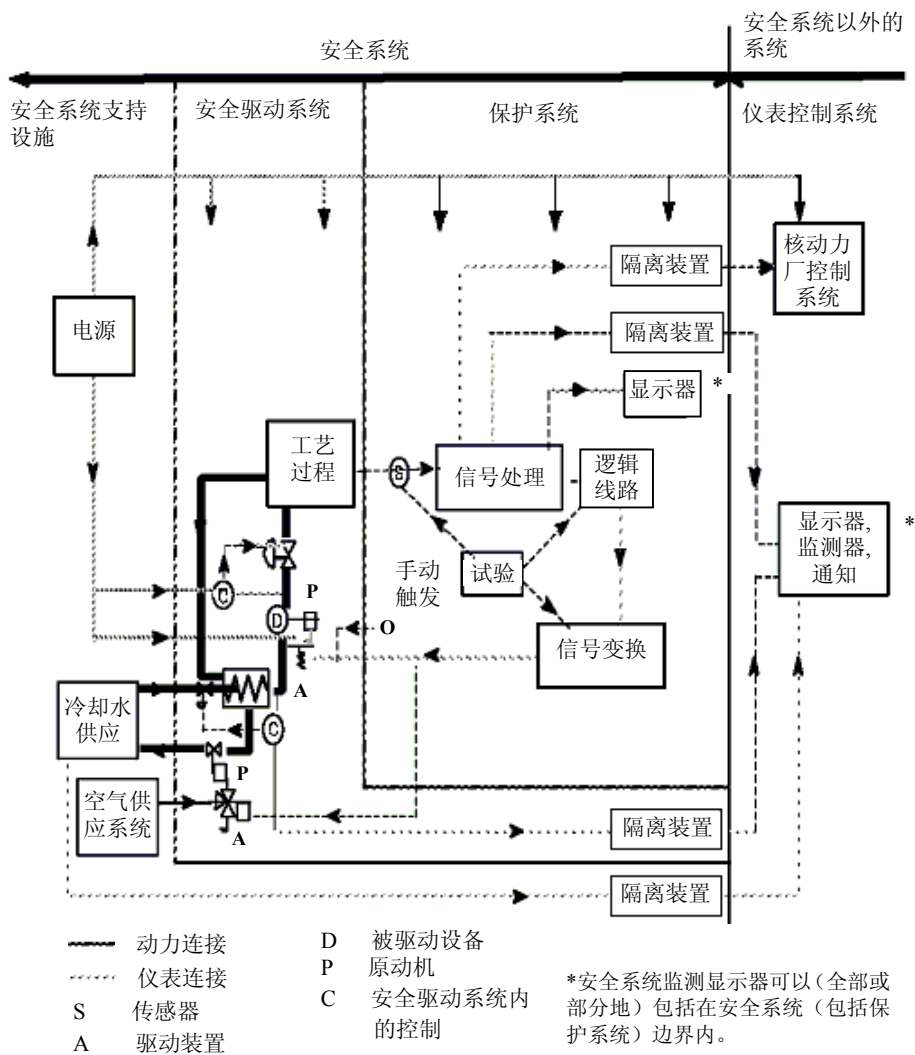 安全系统
安全系统以外的
系统
安全系统支持
设施
安全驱动系统
保护系统
仪表控制系统
隔离装置
核动力
厂控制
系统
电源
隔离装置
显示器 *
工艺
过程
S
信号处理
逻辑
线路
显示器,
监测器,
通知
*
手动
触发
试验
C
P
D
O
信号变换
A
冷却水
供应
C
P
空气供
应系统
A
隔离装置
隔离装置
动力连接
仪表连接
S 传感器
A 驱动装置
D 被驱动设备
P 原动机
C 安全驱动系统内
的控制
*安全系统监测显示器可以（全部或
部分地）包括在安全系统（包括保
护系统）边界内。